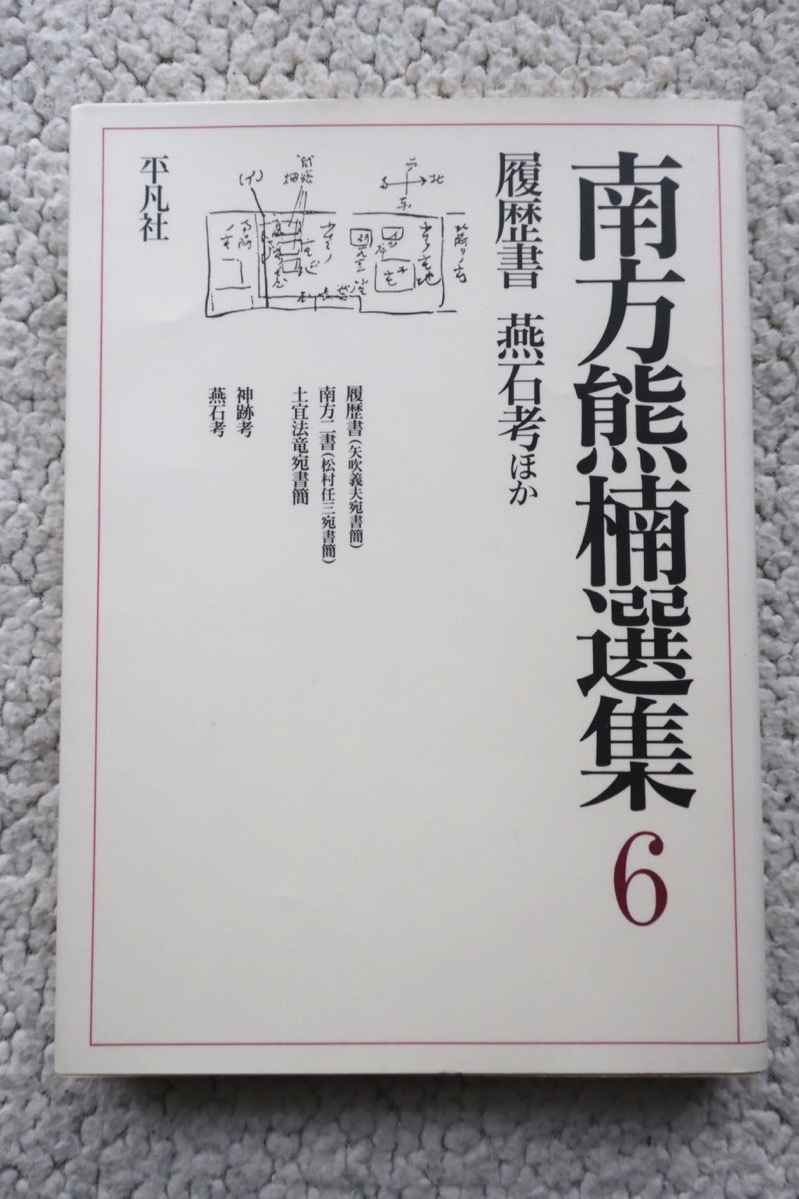 南方熊楠選集
6
履歴書 燕石考ほか
履歴書(矢吹義夫宛書簡)
南方二書(松村任三宛書簡)
土宜法竜宛書簡
神跡考
燕石考
北
平凡社